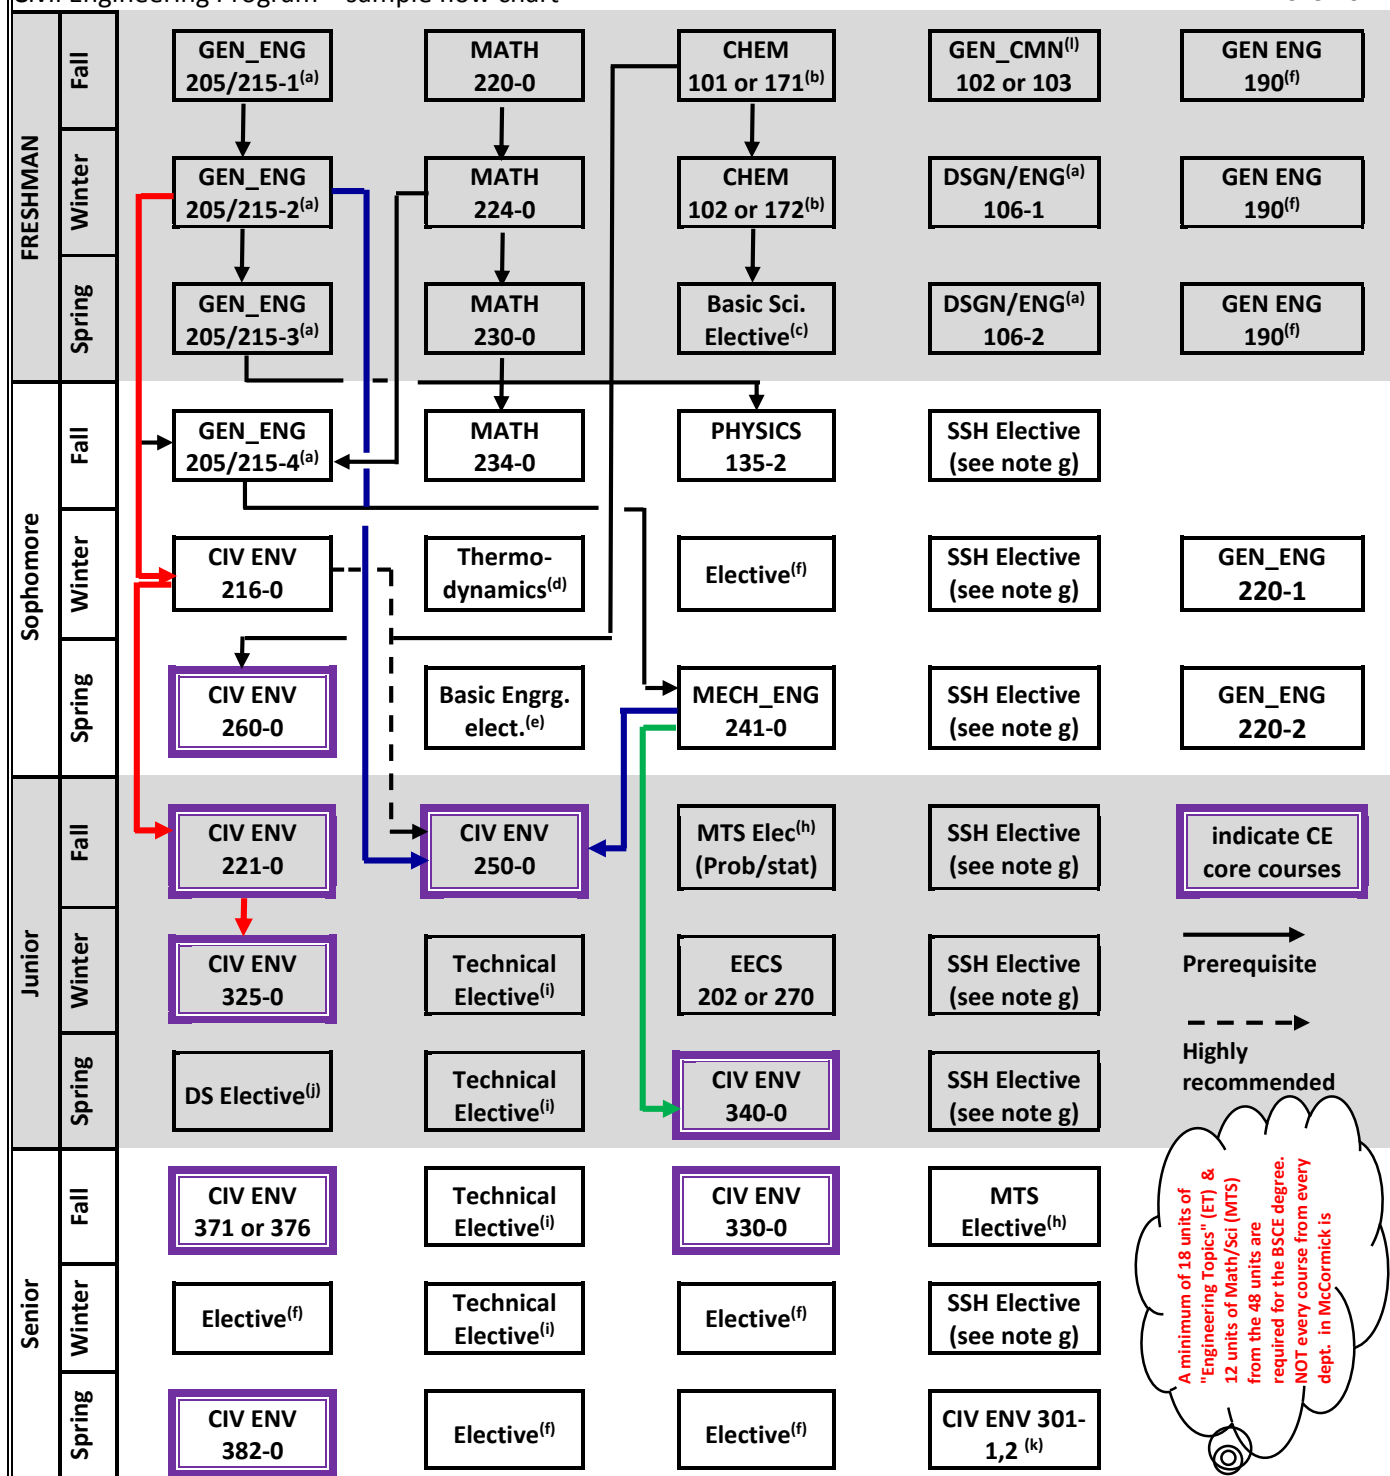 FRESHMAN
Fall
GEN_ENG
205/215-1(a)
MATH
220-0
CHEM
101 or 171(b)
GEN_CMN(l)
102 or 103
GEN ENG
190(f)
Winter
GEN_ENG
205/215-2(a)
MATH
224-0
CHEM
102 or 172(b)
DSGN/ENG(a)
106-1
GEN ENG
190(f)
Spring
GEN_ENG
205/215-3(a)
MATH
230-0
Basic Sci.
Elective(c)
DSGN/ENG(a)
106-2
GEN ENG
190(f)
Sophomore
Fall
GEN_ENG
205/215-4(a)
MATH
234-0
PHYSICS
135-2
SSH Elective
(see note g)
Winter
CIV ENV
216-0
Thermo-
dynamics(d)
Elective(f)
SSH Elective
(see note g)
GEN_ENG
220-1
Spring
CIV ENV
260-0
Basic Engrg.
elect.(e)
MECH_ENG
241-0
SSH Elective
(see note g)
GEN_ENG
220-2
Junior
Fall
CIV ENV
221-0
CIV ENV
250-0
MTS Elec(h)
(Prob/stat)
SSH Elective
(see note g)
indicate CE
core courses
Winter
CIV ENV
325-0
Technical
Elective(i)
EECS
202 or 270
SSH Elective
(see note g)
Prerequisite
Spring
DS Elective(j)
Technical
Elective(i)
CIV ENV
340-0
SSH Elective
(see note g)
Highly
recommended
Senior
Fall
CIV ENV
371 or 376
Technical
Elective(i)
CIV ENV
330-0
MTS
Elective(h)
Winter
Elective(f)
Technical
Elective(i)
Elective(f)
SSH Elective
(see note g)
Spring
CIV ENV
382-0
Elective(f)
Elective(f)
CIV ENV 301-
1,2 (k)
A minimum of 18 units of
"Engineering Topics" (ET) &
12 units of Math/Sci (MTS)
from the 48 units are
required for the BSCE degree.
NOT every course from every
dept. in McCormick is